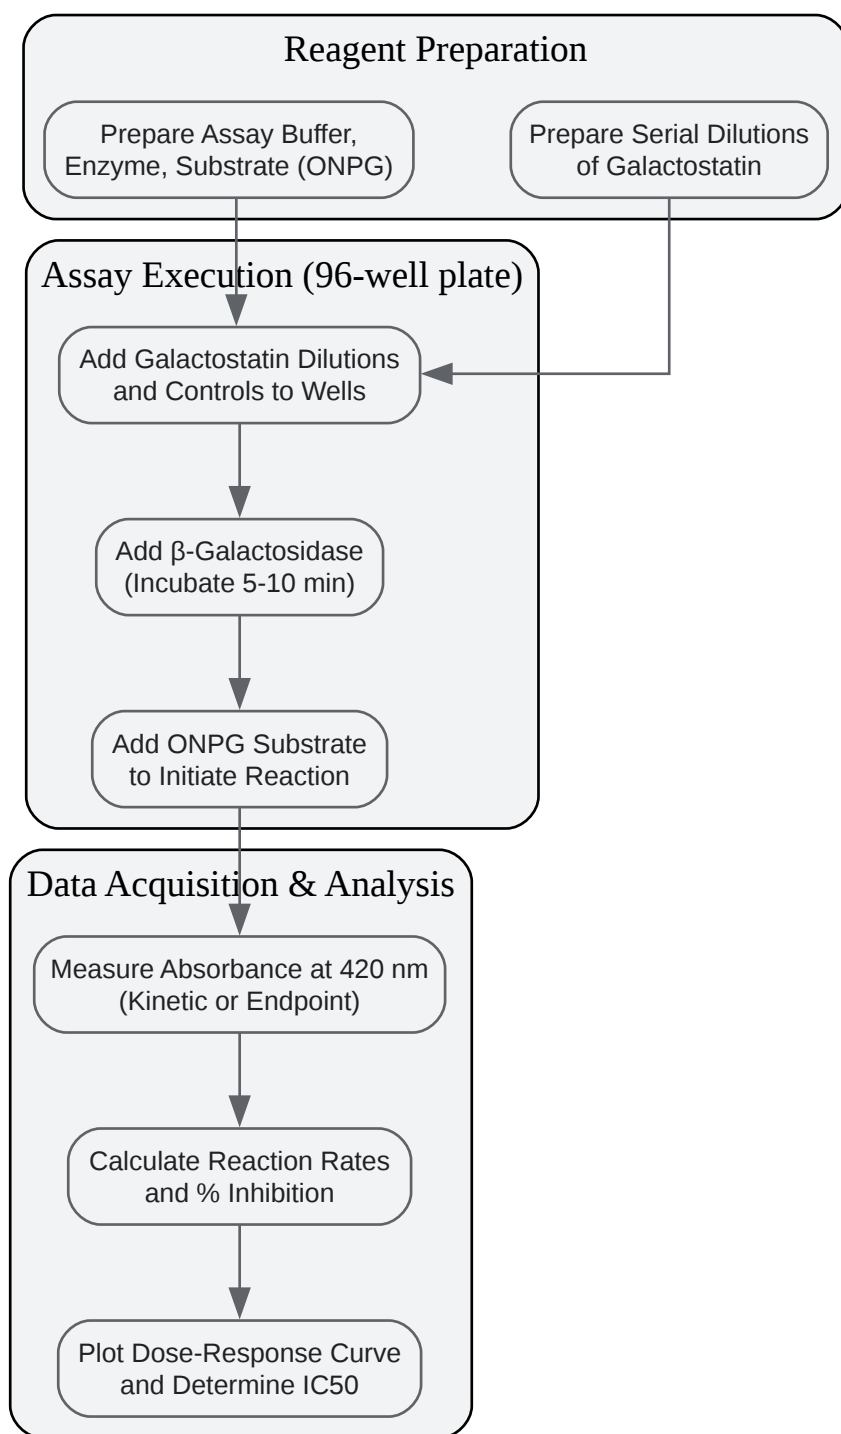 Reagent Preparation
Prepare Assay Buffer,
Enzyme, Substrate (ONPG)
Prepare Serial Dilutions
of Galactostatin
Assay Execution (96-well plate)
Add Galactostatin Dilutions
and Controls to Wells
Add β-Galactosidase
(Incubate 5-10 min)
Add ONPG Substrate
to Initiate Reaction
Data Acquisition & Analysis
Measure Absorbance at 420 nm
(Kinetic or Endpoint)
Calculate Reaction Rates
and % Inhibition
Plot Dose-Response Curve
and Determine IC50